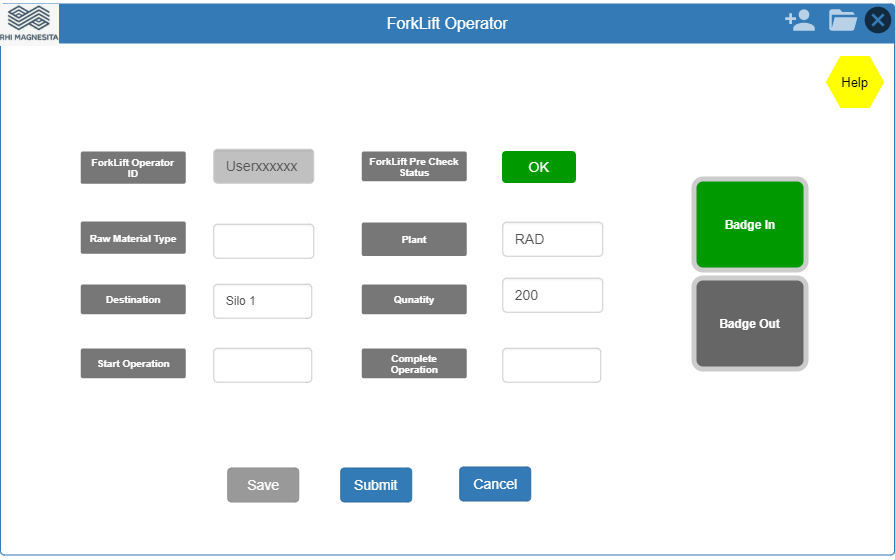 RHI MAGNESITA
ForkLift Operator
Help
ForkLift Operator
ID
Userxxxxxx
ForkLift Pre Check
Status
OK
Raw Material Type
Plant
RAD
Badge In
Destination
Silo 1
Qunatity
200
Badge Out
Start Operation
Complete
Operation
Save
Submit
Cancel